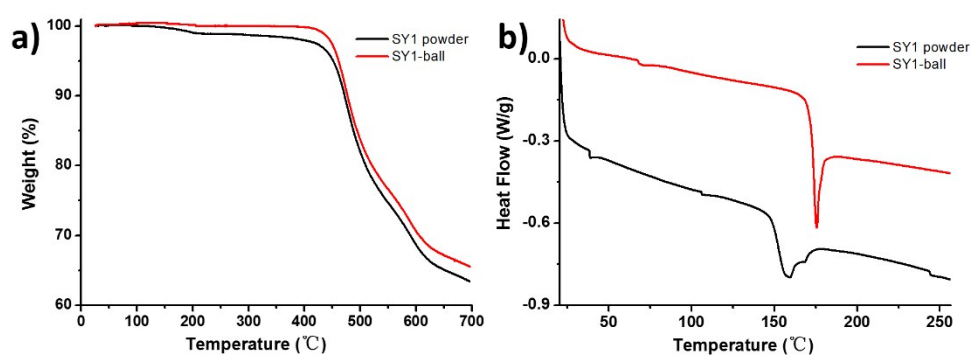 a)
100
90
80
70
60
Weight (%)
0
100
200
300
400
500
600
700
Temperature (℃)
SY1 powder
SY1-ball
b)
0.0
-0.3
-0.6
-0.9
Heat Flow (W/g)
50
100
150
200
250
Temperature (℃)
SY1 powder
SY1-ball